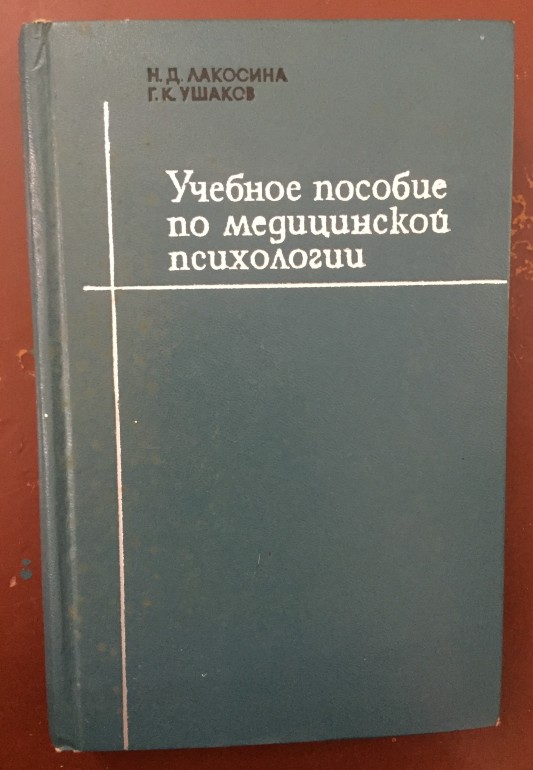 Н. Д. ЛАКОСИНА
Г. К. УШАКОВ
Учебное пособие
по медицинской
психологии